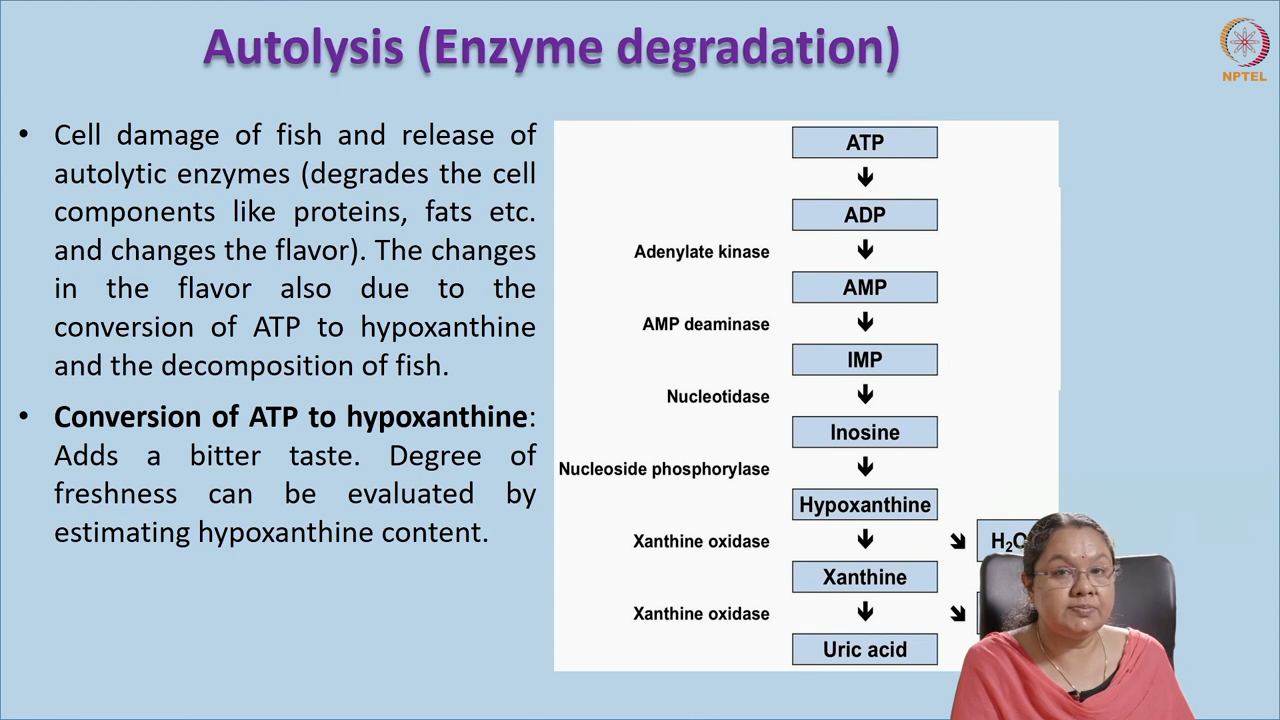 Autolysis (Enzyme degradation)
NPTEL
• Cell damage of fish and release of
autolytic enzymes (degrades the cell
components like proteins, fats etc.
and changes the flavor). The changes
in the flavor also due to the
conversion of ATP to hypoxanthine
and the decomposition of fish.
• Conversion of ATP to hypoxanthine:
Adds a bitter taste. Degree of
freshness can be evaluated by
estimating hypoxanthine content.
ATP
ADP
Adenylate kinase
AMP
AMP deaminase
IMP
Nucleotidase
Inosine
Nucleoside phosphorylase
Hypoxanthine
Xanthine oxidase
Xanthine
Xanthine oxidase
Uric acid